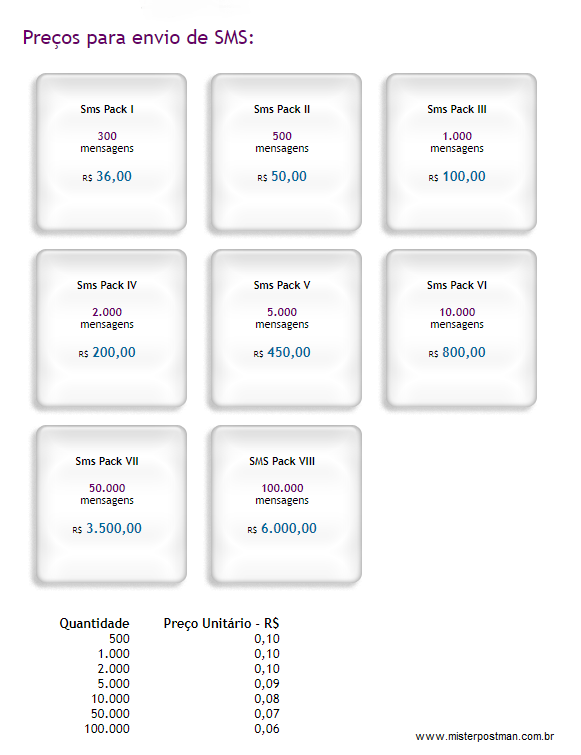 Preços para envio de SMS:
Sms Pack I
300
mensagens
R$ 36,00
Sms Pack II
500
mensagens
R$ 50,00
Sms Pack III
1.000
mensagens
R$ 100,00
Sms Pack IV
2.000
mensagens
R$ 200,00
Sms Pack V
5.000
mensagens
R$ 450,00
Sms Pack VI
10.000
mensagens
R$ 800,00
Sms Pack VII
50.000
mensagens
R$ 3.500,00
SMS Pack VIII
100.000
mensagens
R$ 6.000,00
Quantidade Preço Unitário - R$
500 0,10
1.000 0,10
2.000 0,10
5.000 0,09
10.000 0,08
50.000 0,07
100.000 0,06
www.misterpostman.com.br